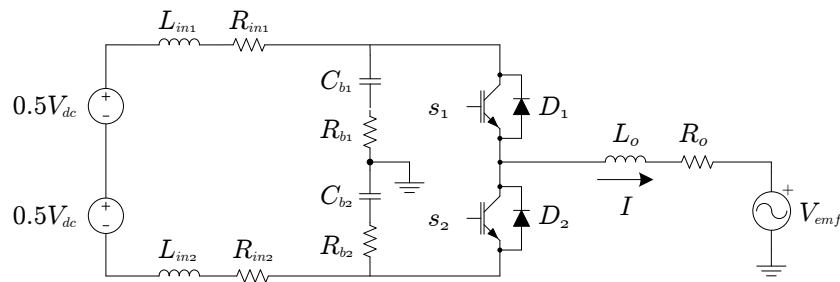 L_{in1} R_{in1}
C_{b1}
0.5V_{dc} + −
s_1 D_1
R_{b1}
L_o R_o
C_{b2}
0.5V_{dc} + −
s_2 D_2
I
+ V_{emf}
R_{b2}
L_{in2} R_{in2}